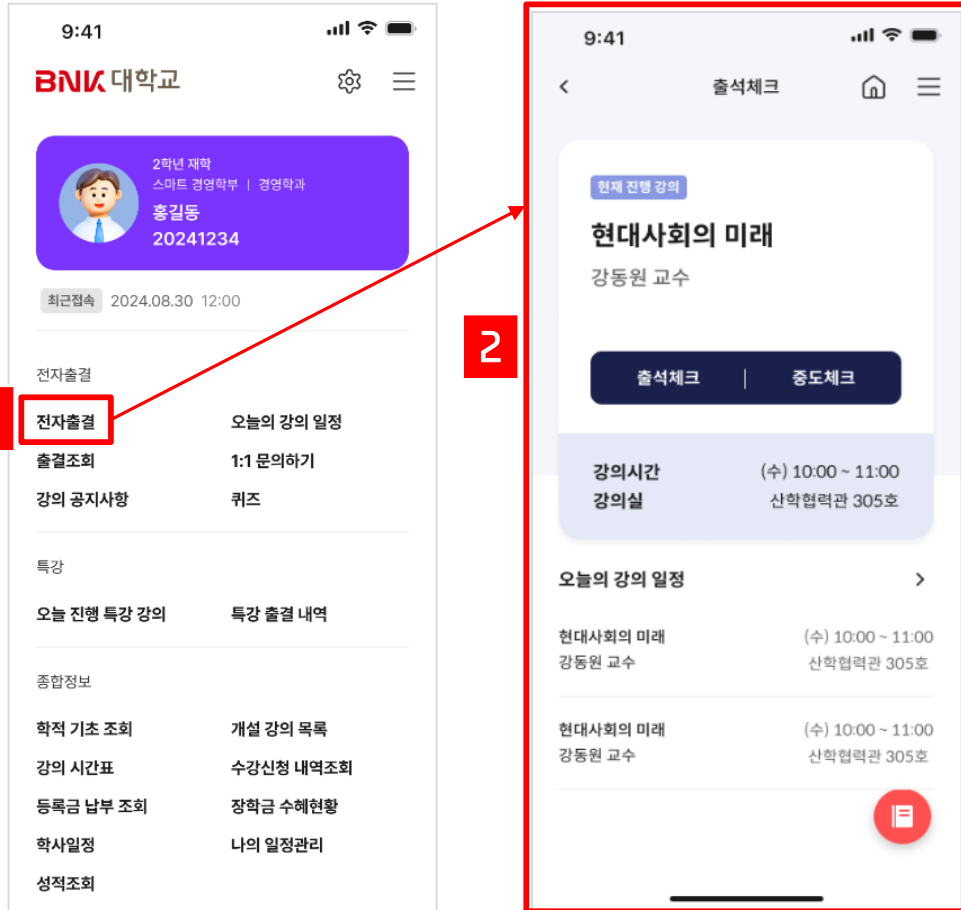 9:41
BNK 대학교
2학년 재학
스마트 경영학부 | 경영학과
홍길동
20241234
최근접속 2024.08.30 12:00
전자출결
전자출결 오늘의 강의 일정
출결조회 1:1 문의하기
강의 공지사항 퀴즈
특강
오늘 진행 특강 강의 특강 출결 내역
종합정보
학적 기초 조회 개설 강의 목록
강의 시간표 수강신청 내역조회
등록금 납부 조회 장학금 수혜현황
학사일정 나의 일정관리
성적조회
2
9:41
출석체크
현재 진행 강의
현대사회의 미래
강동원 교수
출석체크 | 중도체크
강의시간 (수) 10:00 ~ 11:00
강의실 산학협력관 305호
오늘의 강의 일정
현대사회의 미래 (수) 10:00 ~ 11:00
강동원 교수 산학협력관 305호
현대사회의 미래 (수) 10:00 ~ 11:00
강동원 교수 산학협력관 305호